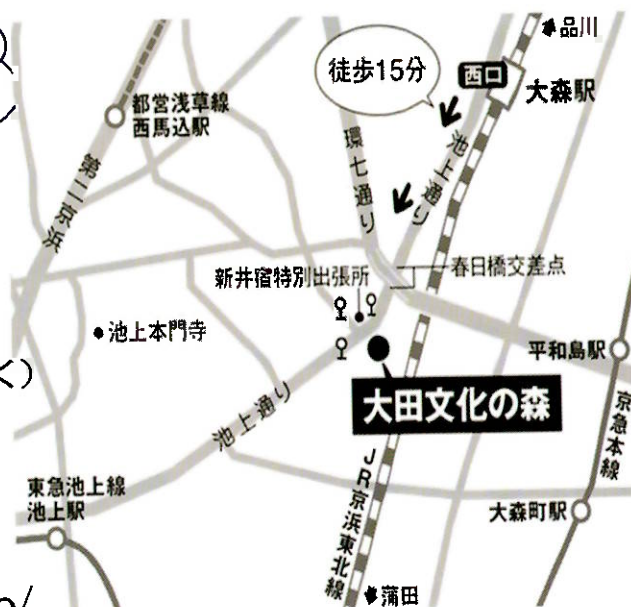 品川
徒歩15分
西口
大森駅
都営浅草線
西馬込駅
環七通り
池上通り
第二京浜
春日橋交差点
新井宿特別出張所
池上本門寺
平和島駅
大田文化の森
池上通り
京急本線
東急池上線
池上駅
JR京浜東北線
大森町駅
蒲田